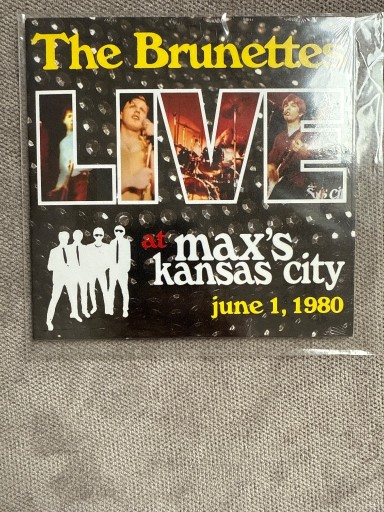 The Brunettes
LIVE
at max's
kansas city
june 1, 1980